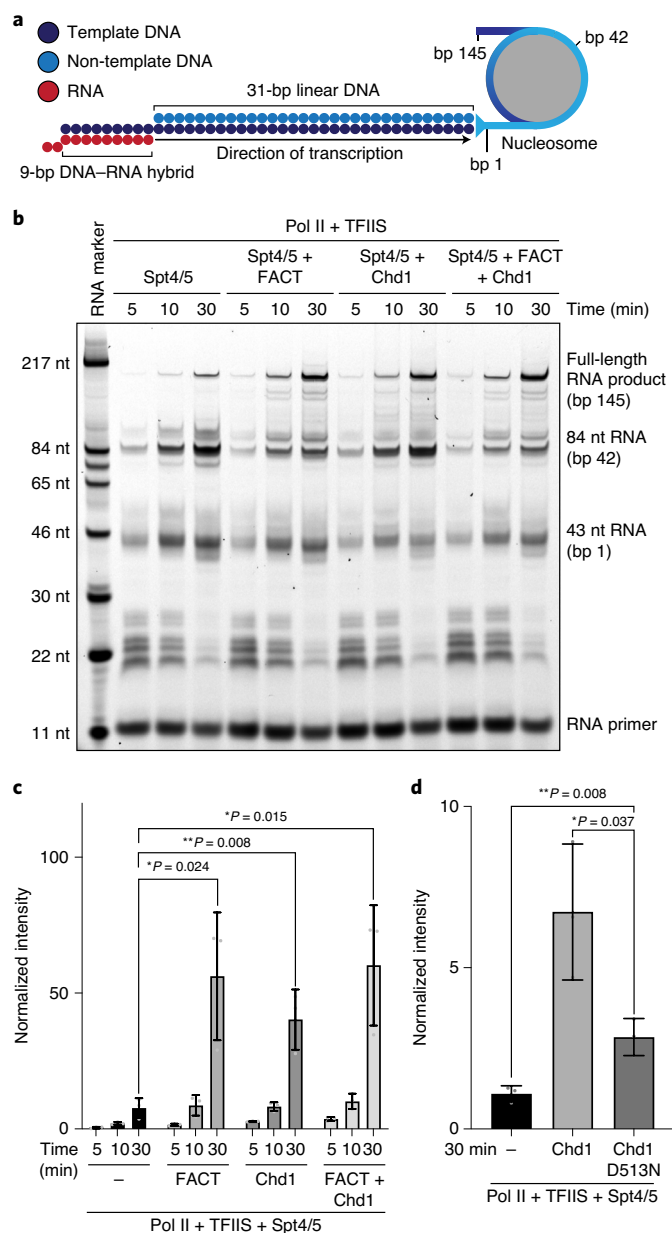 a
Template DNA
Non-template DNA
RNA
31-bp linear DNA
Direction of transcription
9-bp DNA–RNA hybrid
bp 145
bp 42
bp 1
Nucleosome
b
Pol II + TFIIS
RNA marker
Spt4/5
Spt4/5 +
FACT
Spt4/5 +
Chd1
Spt4/5 + FACT
+ Chd1
5 10 30 5 10 30 5 10 30 5 10 30 Time (min)
217 nt
84 nt
65 nt
46 nt
30 nt
22 nt
11 nt
Full-length
RNA product
(bp 145)
84 nt RNA
(bp 42)
43 nt RNA
(bp 1)
RNA primer
c
Normalized intensity
100
50
0
*P = 0.015
**P = 0.008
*P = 0.024
Time
(min)
5 10 30 5 10 30 5 10 30 5 10 30
–
FACT
Chd1
FACT +
Chd1
Pol II + TFIIS + Spt4/5
d
Normalized intensity
10
5
0
**P = 0.008
*P = 0.037
30 min – Chd1 Chd1
D513N
Pol II + TFIIS + Spt4/5